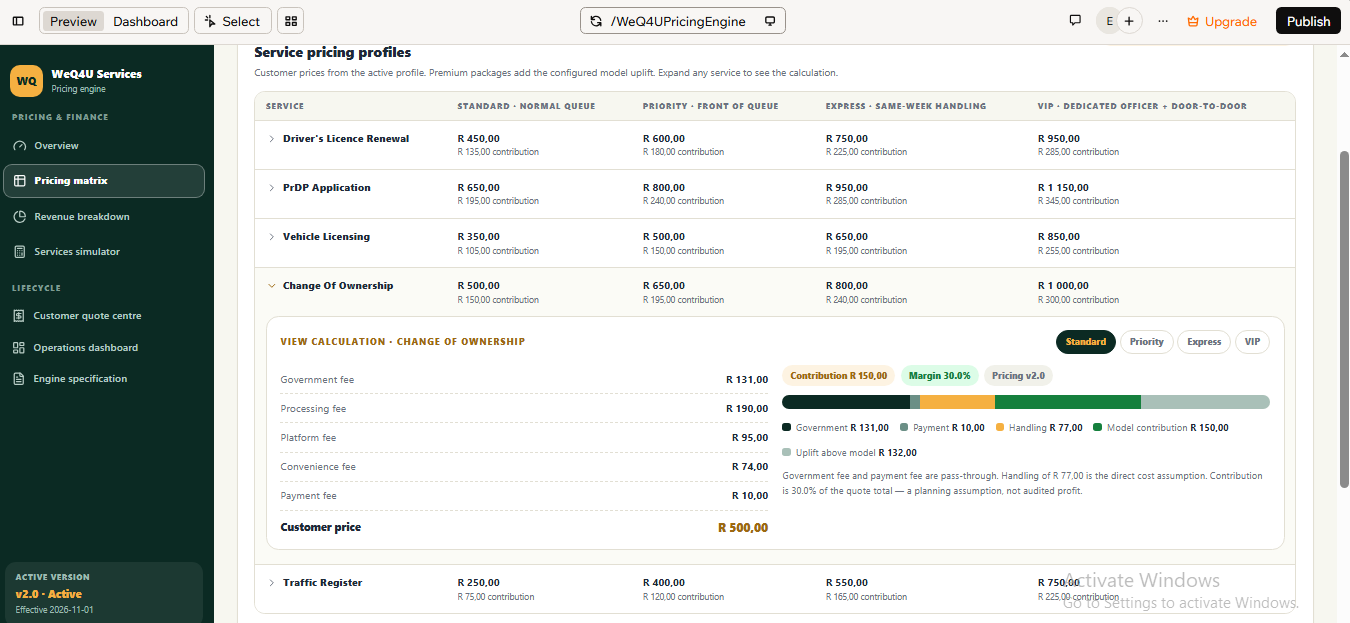 Preview Dashboard Select /WeQ4UPricingEngine E + ... Upgrade Publish
WQ WeQ4U Services
Pricing engine
PRICING & FINANCE
Overview
Pricing matrix
Revenue breakdown
Services simulator
LIFECYCLE
Customer quote centre
Operations dashboard
Engine specification
ACTIVE VERSION
v2.0 · Active
Effective 2026-11-01
Service pricing profiles
Customer prices from the active profile. Premium packages add the configured model uplift. Expand any service to see the calculation.
SERVICE STANDARD · NORMAL QUEUE PRIORITY · FRONT OF QUEUE EXPRESS · SAME-WEEK HANDLING VIP · DEDICATED OFFICER + DOOR-TO-DOOR
Driver's Licence Renewal R 450,00 R 600,00 R 750,00 R 950,00
R 135,00 contribution R 180,00 contribution R 225,00 contribution R 285,00 contribution
PrDP Application R 650,00 R 800,00 R 950,00 R 1 150,00
R 195,00 contribution R 240,00 contribution R 285,00 contribution R 345,00 contribution
Vehicle Licensing R 350,00 R 500,00 R 650,00 R 850,00
R 105,00 contribution R 150,00 contribution R 195,00 contribution R 255,00 contribution
Change Of Ownership R 500,00 R 650,00 R 800,00 R 1 000,00
R 150,00 contribution R 195,00 contribution R 240,00 contribution R 300,00 contribution
VIEW CALCULATION · CHANGE OF OWNERSHIP Standard Priority Express VIP
Government fee R 131,00
Processing fee R 190,00
Platform fee R 95,00
Convenience fee R 74,00
Payment fee R 10,00
Customer price R 500,00
Contribution R 150,00 Margin 30.0% Pricing v2.0
Government R 131,00 Payment R 10,00 Handling R 77,00 Model contribution R 150,00
Uplift above model R 132,00
Government fee and payment fee are pass-through. Handling of R 77,00 is the direct cost assumption. Contribution
is 30.0% of the quote total — a planning assumption, not audited profit.
Traffic Register R 250,00 R 400,00 R 550,00 R 750,00
R 75,00 contribution R 120,00 contribution R 165,00 contribution R 225,00 contribution
Activate Windows
Go to Settings to activate Windows.